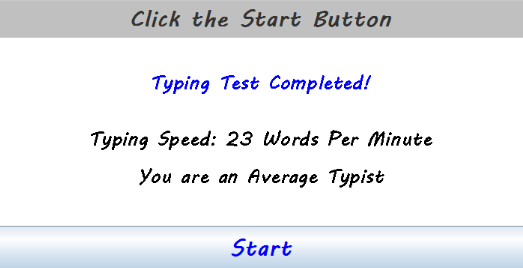 Click the Start Button
Typing Test Completed!
Typing Speed: 23 Words Per Minute
You are an Average Typist
Start